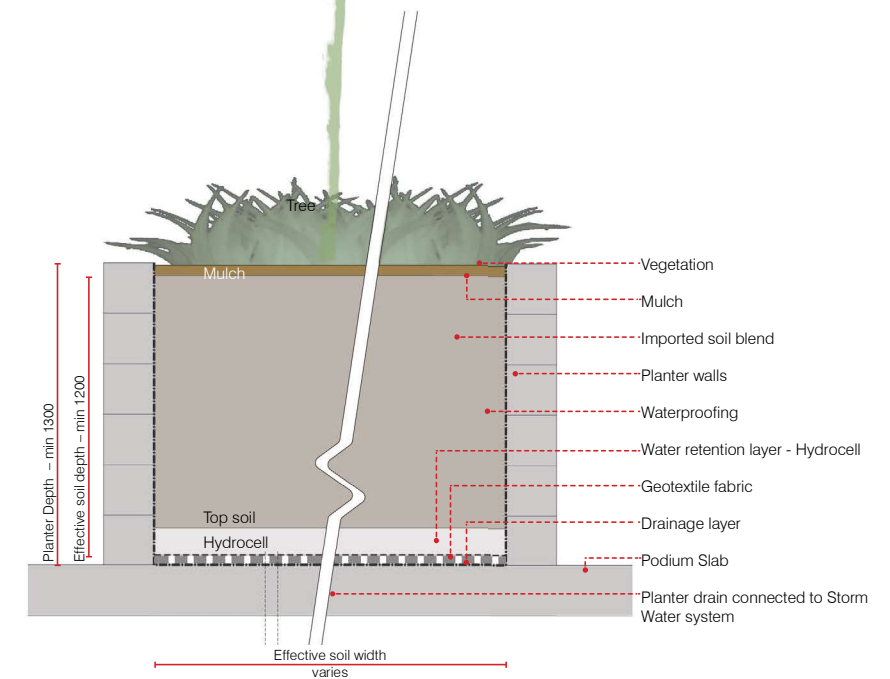 Tree
Mulch
Top soil
Hydrocell
Planter Depth – min 1300
Effective soil depth – min 1200
Effective soil width
varies
Vegetation
Mulch
Imported soil blend
Planter walls
Waterproofing
Water retention layer - Hydrocell
Geotextile fabric
Drainage layer
Podium Slab
Planter drain connected to Storm
Water system